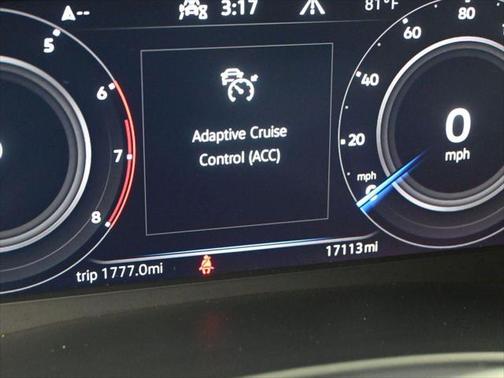 3:17
81°F
5
6
7
8
Adaptive Cruise
Control (ACC)
80
60
40
20
mph
0
0
mph
trip 1777.0mi
17113mi